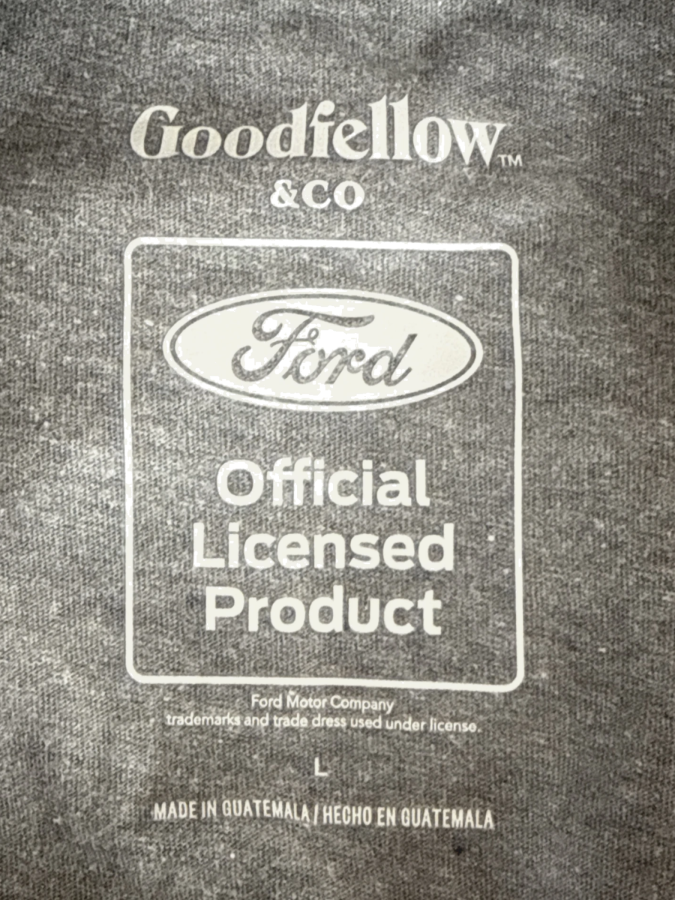 Goodfellow™
&CO
Ford
Official
Licensed
Product
Ford Motor Company
trademarks and trade dress used under license.
L
MADE IN GUATEMALA / HECHO EN GUATEMALA